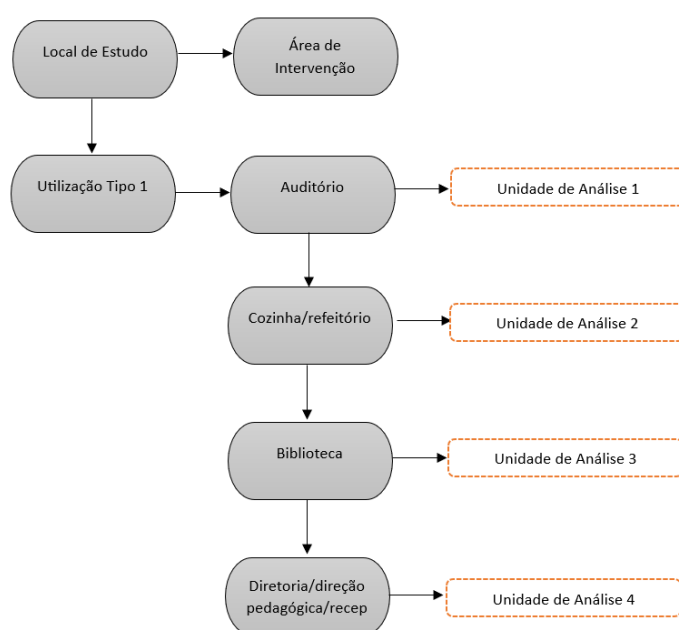 Local de Estudo
Área de
Intervenção
Utilização Tipo 1
Auditório
Unidade de Análise 1
Cozinha/refeitório
Unidade de Análise 2
Biblioteca
Unidade de Análise 3
Diretoria/direção
pedagógica/recep
Unidade de Análise 4